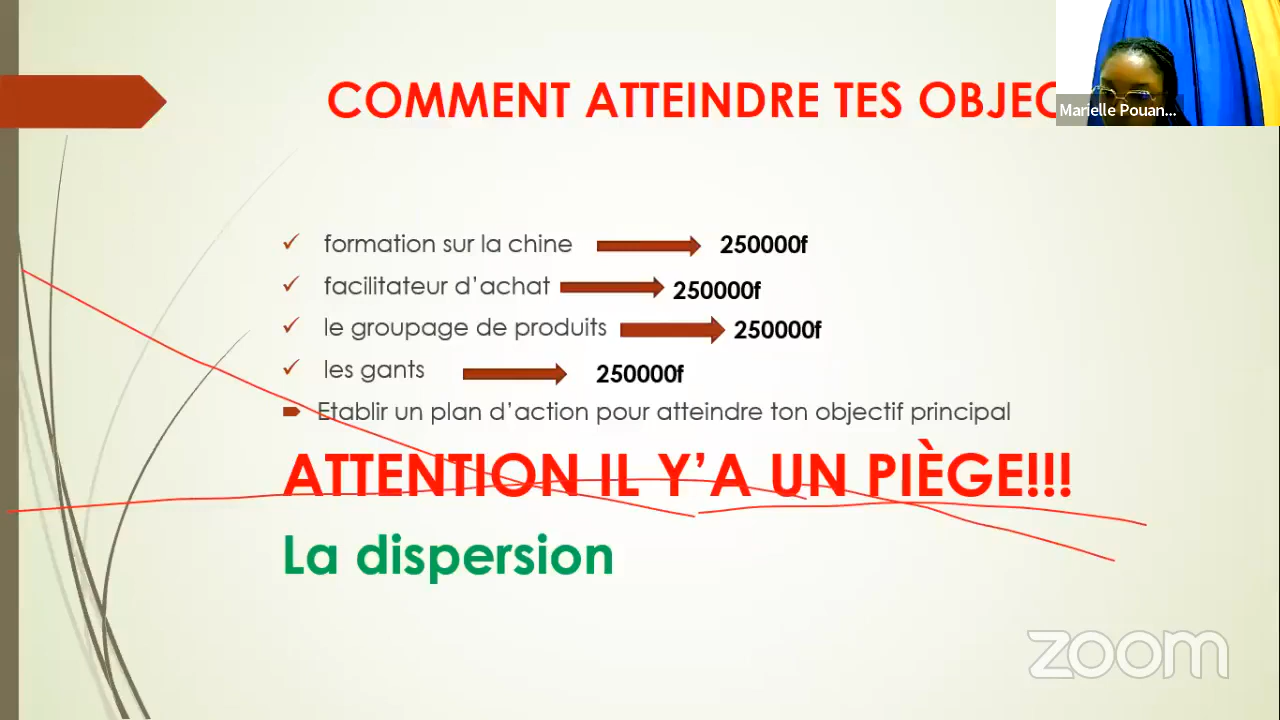 COMMENT ATTEINDRE TES OBJEC
Marielle Pouan...
formation sur la chine 250000f
facilitateur d'achat 250000f
le groupage de produits 250000f
les gants 250000f
Etablir un plan d'action pour atteindre ton objectif principal
ATTENTION IL Y'A UN PIÈGE!!!
La dispersion
zoom